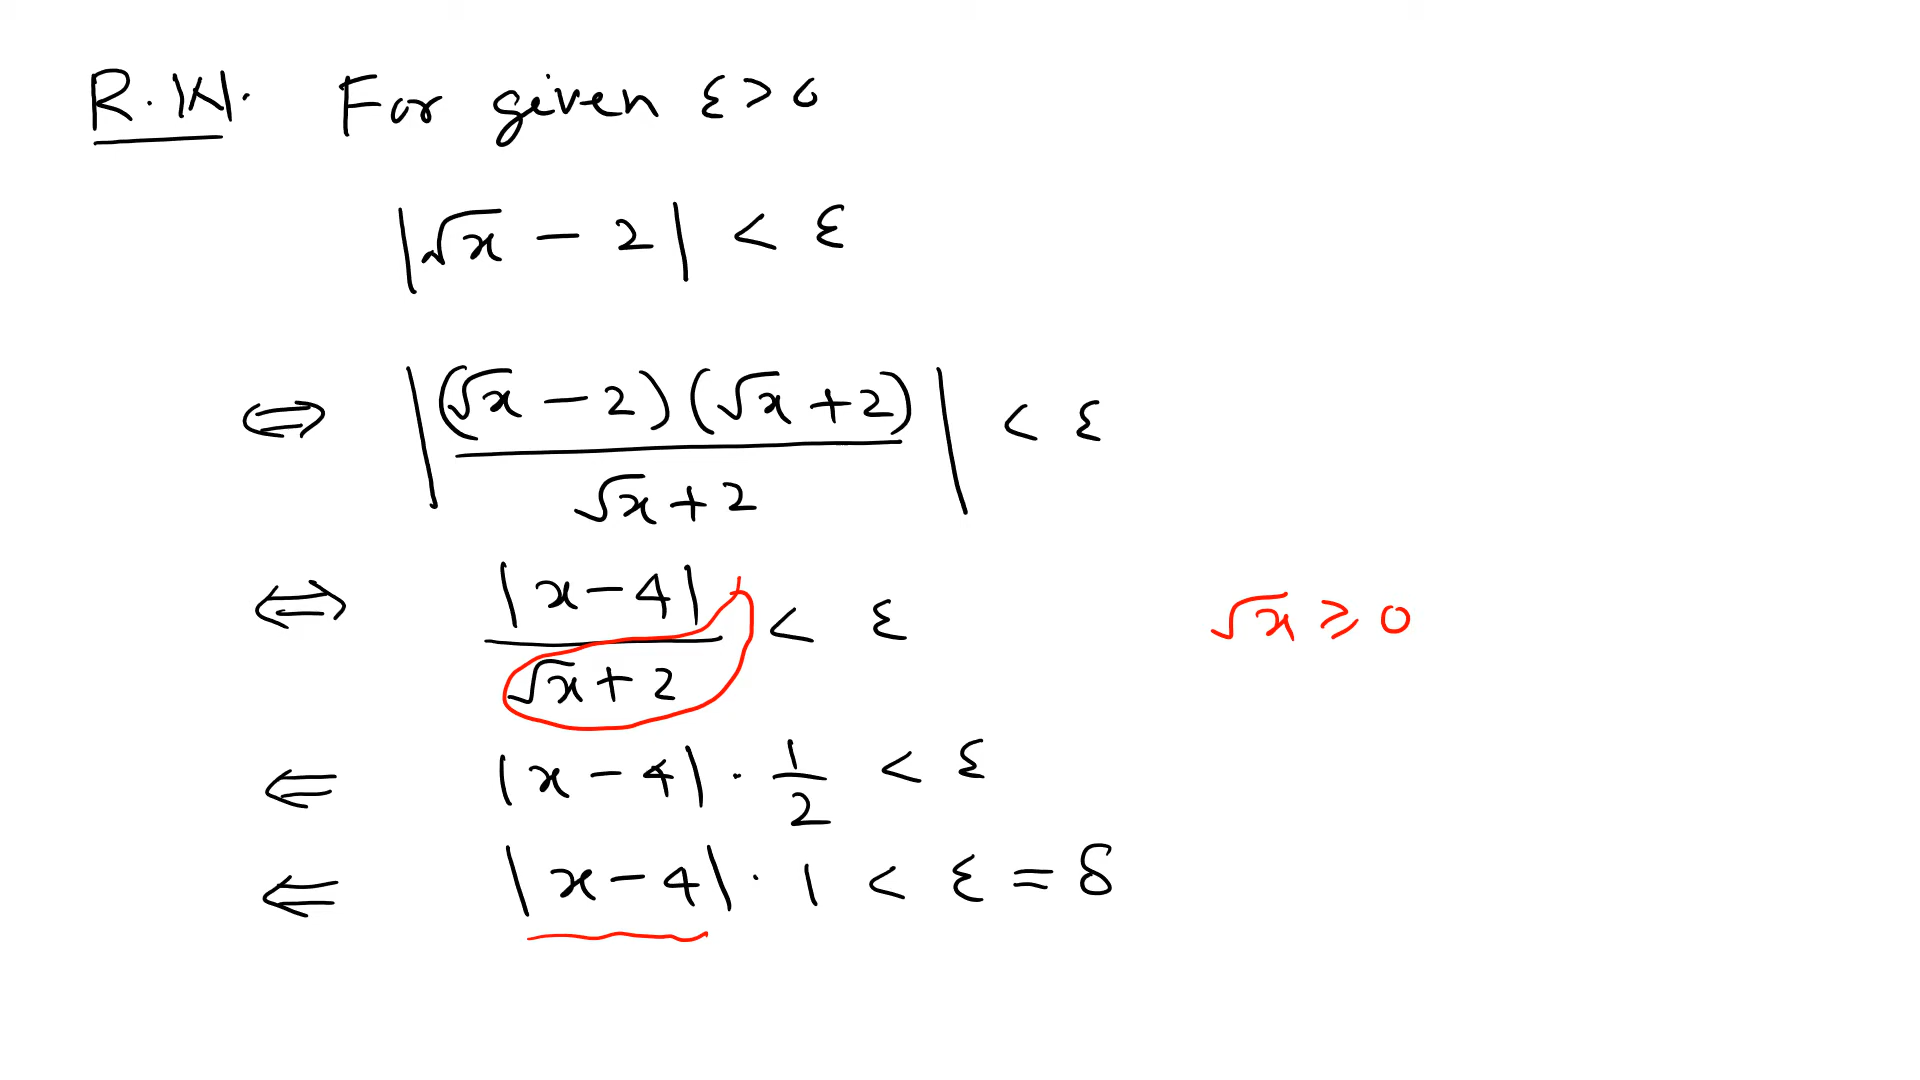 R.W. For given ε > 0
|√x − 2| < ε
⇔ |(√x − 2)(√x + 2) / √x + 2| < ε
⇔ |x − 4| / √x + 2 < ε √x ⩾ 0
⇐ |x − 4| · 1/2 < ε
⇐ |x − 4| · 1 < ε = δ